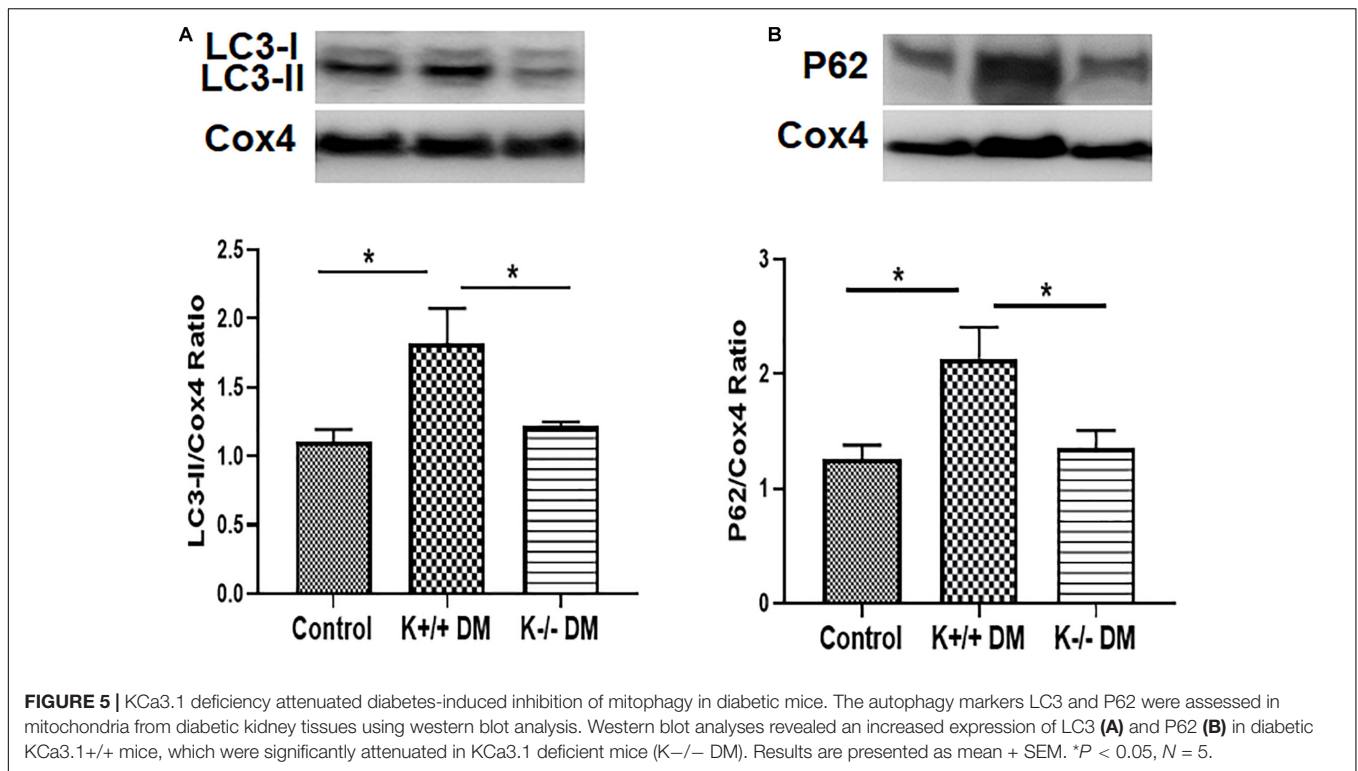 A
LC3-I
LC3-II
Cox4
2.5
2.0
1.5
1.0
0.5
0.0
LC3-II/Cox4 Ratio
*
*
Control K+/+ DM K-/- DM
B
P62
Cox4
3
2
1
0
P62/Cox4 Ratio
*
*
Control K+/+ DM K-/- DM
FIGURE 5 | KCa3.1 deficiency attenuated diabetes-induced inhibition of mitophagy in diabetic mice. The autophagy markers LC3 and P62 were assessed in
mitochondria from diabetic kidney tissues using western blot analysis. Western blot analyses revealed an increased expression of LC3 (A) and P62 (B) in diabetic
KCa3.1+/+ mice, which were significantly attenuated in KCa3.1 deficient mice (K−/− DM). Results are presented as mean + SEM. *P < 0.05, N = 5.